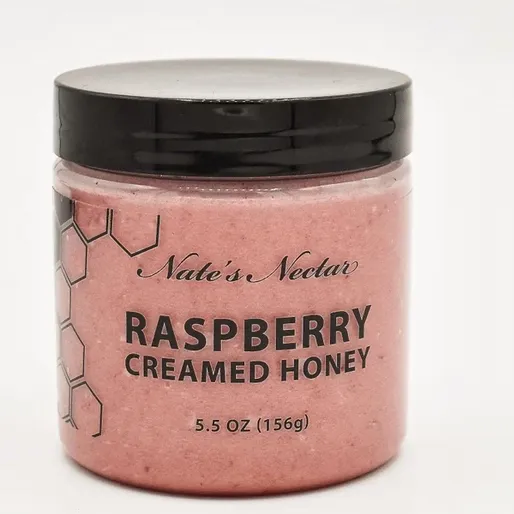 Nate's Nectar
RASPBERRY
CREAMED HONEY
5.5 OZ (156g)